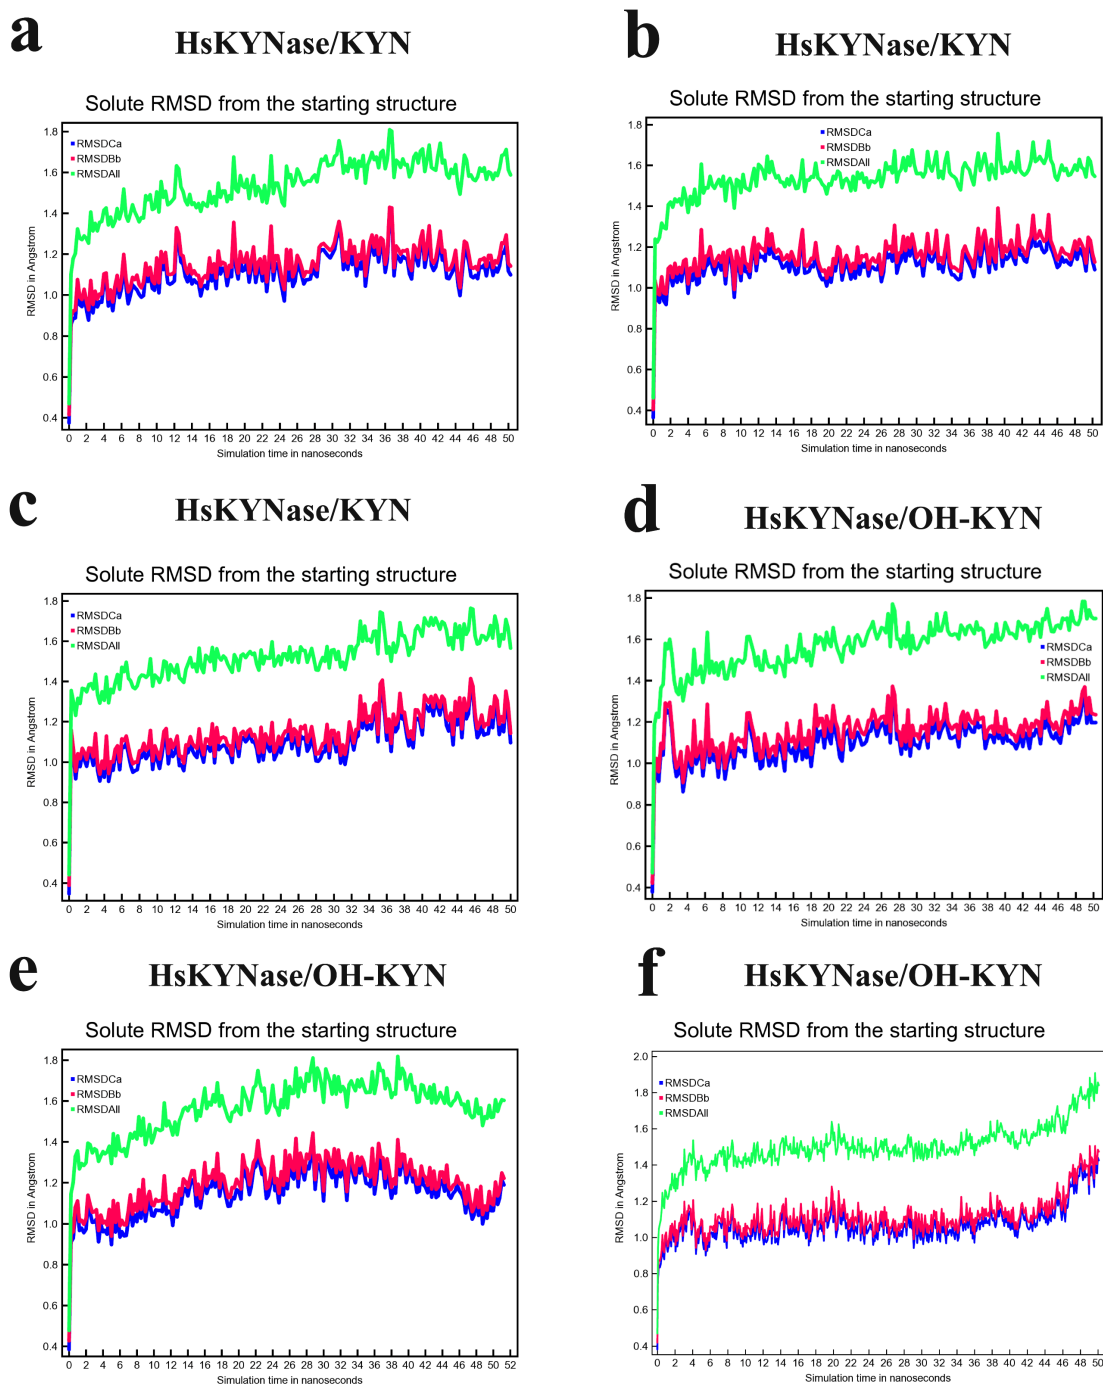 a
HsKYNase/KYN
Solute RMSD from the starting structure
RMSDCa
RMSDBb
RMSDAll
RMSD in Angstrom
1.8
1.6
1.4
1.2
1.0
0.8
0.6
0.4
0 2 4 6 8 10 12 14 16 18 20 22 24 26 28 30 32 34 36 38 40 42 44 46 48 50
Simulation time in nanoseconds
b
HsKYNase/KYN
Solute RMSD from the starting structure
RMSDCa
RMSDBb
RMSDAll
RMSD in Angstrom
1.8
1.6
1.4
1.2
1.0
0.8
0.6
0.4
0 2 4 6 8 10 12 14 16 18 20 22 24 26 28 30 32 34 36 38 40 42 44 46 48 50
Simulation time in nanoseconds
c
HsKYNase/KYN
Solute RMSD from the starting structure
RMSDCa
RMSDBb
RMSDAll
RMSD in Angstrom
1.8
1.6
1.4
1.2
1.0
0.8
0.6
0.4
0 2 4 6 8 10 12 14 16 18 20 22 24 26 28 30 32 34 36 38 40 42 44 46 48 50
Simulation time in nanoseconds
d
HsKYNase/OH-KYN
Solute RMSD from the starting structure
RMSDCa
RMSDBb
RMSDAll
RMSD in Angstrom
1.8
1.6
1.4
1.2
1.0
0.8
0.6
0.4
0 2 4 6 8 10 12 14 16 18 20 22 24 26 28 30 32 34 36 38 40 42 44 46 48 50
Simulation time in nanoseconds
e
HsKYNase/OH-KYN
Solute RMSD from the starting structure
RMSDCa
RMSDBb
RMSDAll
RMSD in Angstrom
1.8
1.6
1.4
1.2
1.0
0.8
0.6
0.4
0 2 4 6 8 10 12 14 16 18 20 22 24 26 28 30 32 34 36 38 40 42 44 46 48 50 52
Simulation time in nanoseconds
f
HsKYNase/OH-KYN
Solute RMSD from the starting structure
RMSDCa
RMSDBb
RMSDAll
RMSD in Angstrom
2.0
1.8
1.6
1.4
1.2
1.0
0.8
0.6
0.4
0 2 4 6 8 10 12 14 16 18 20 22 24 26 28 30 32 34 36 38 40 42 44 46 48 50
Simulation time in nanoseconds